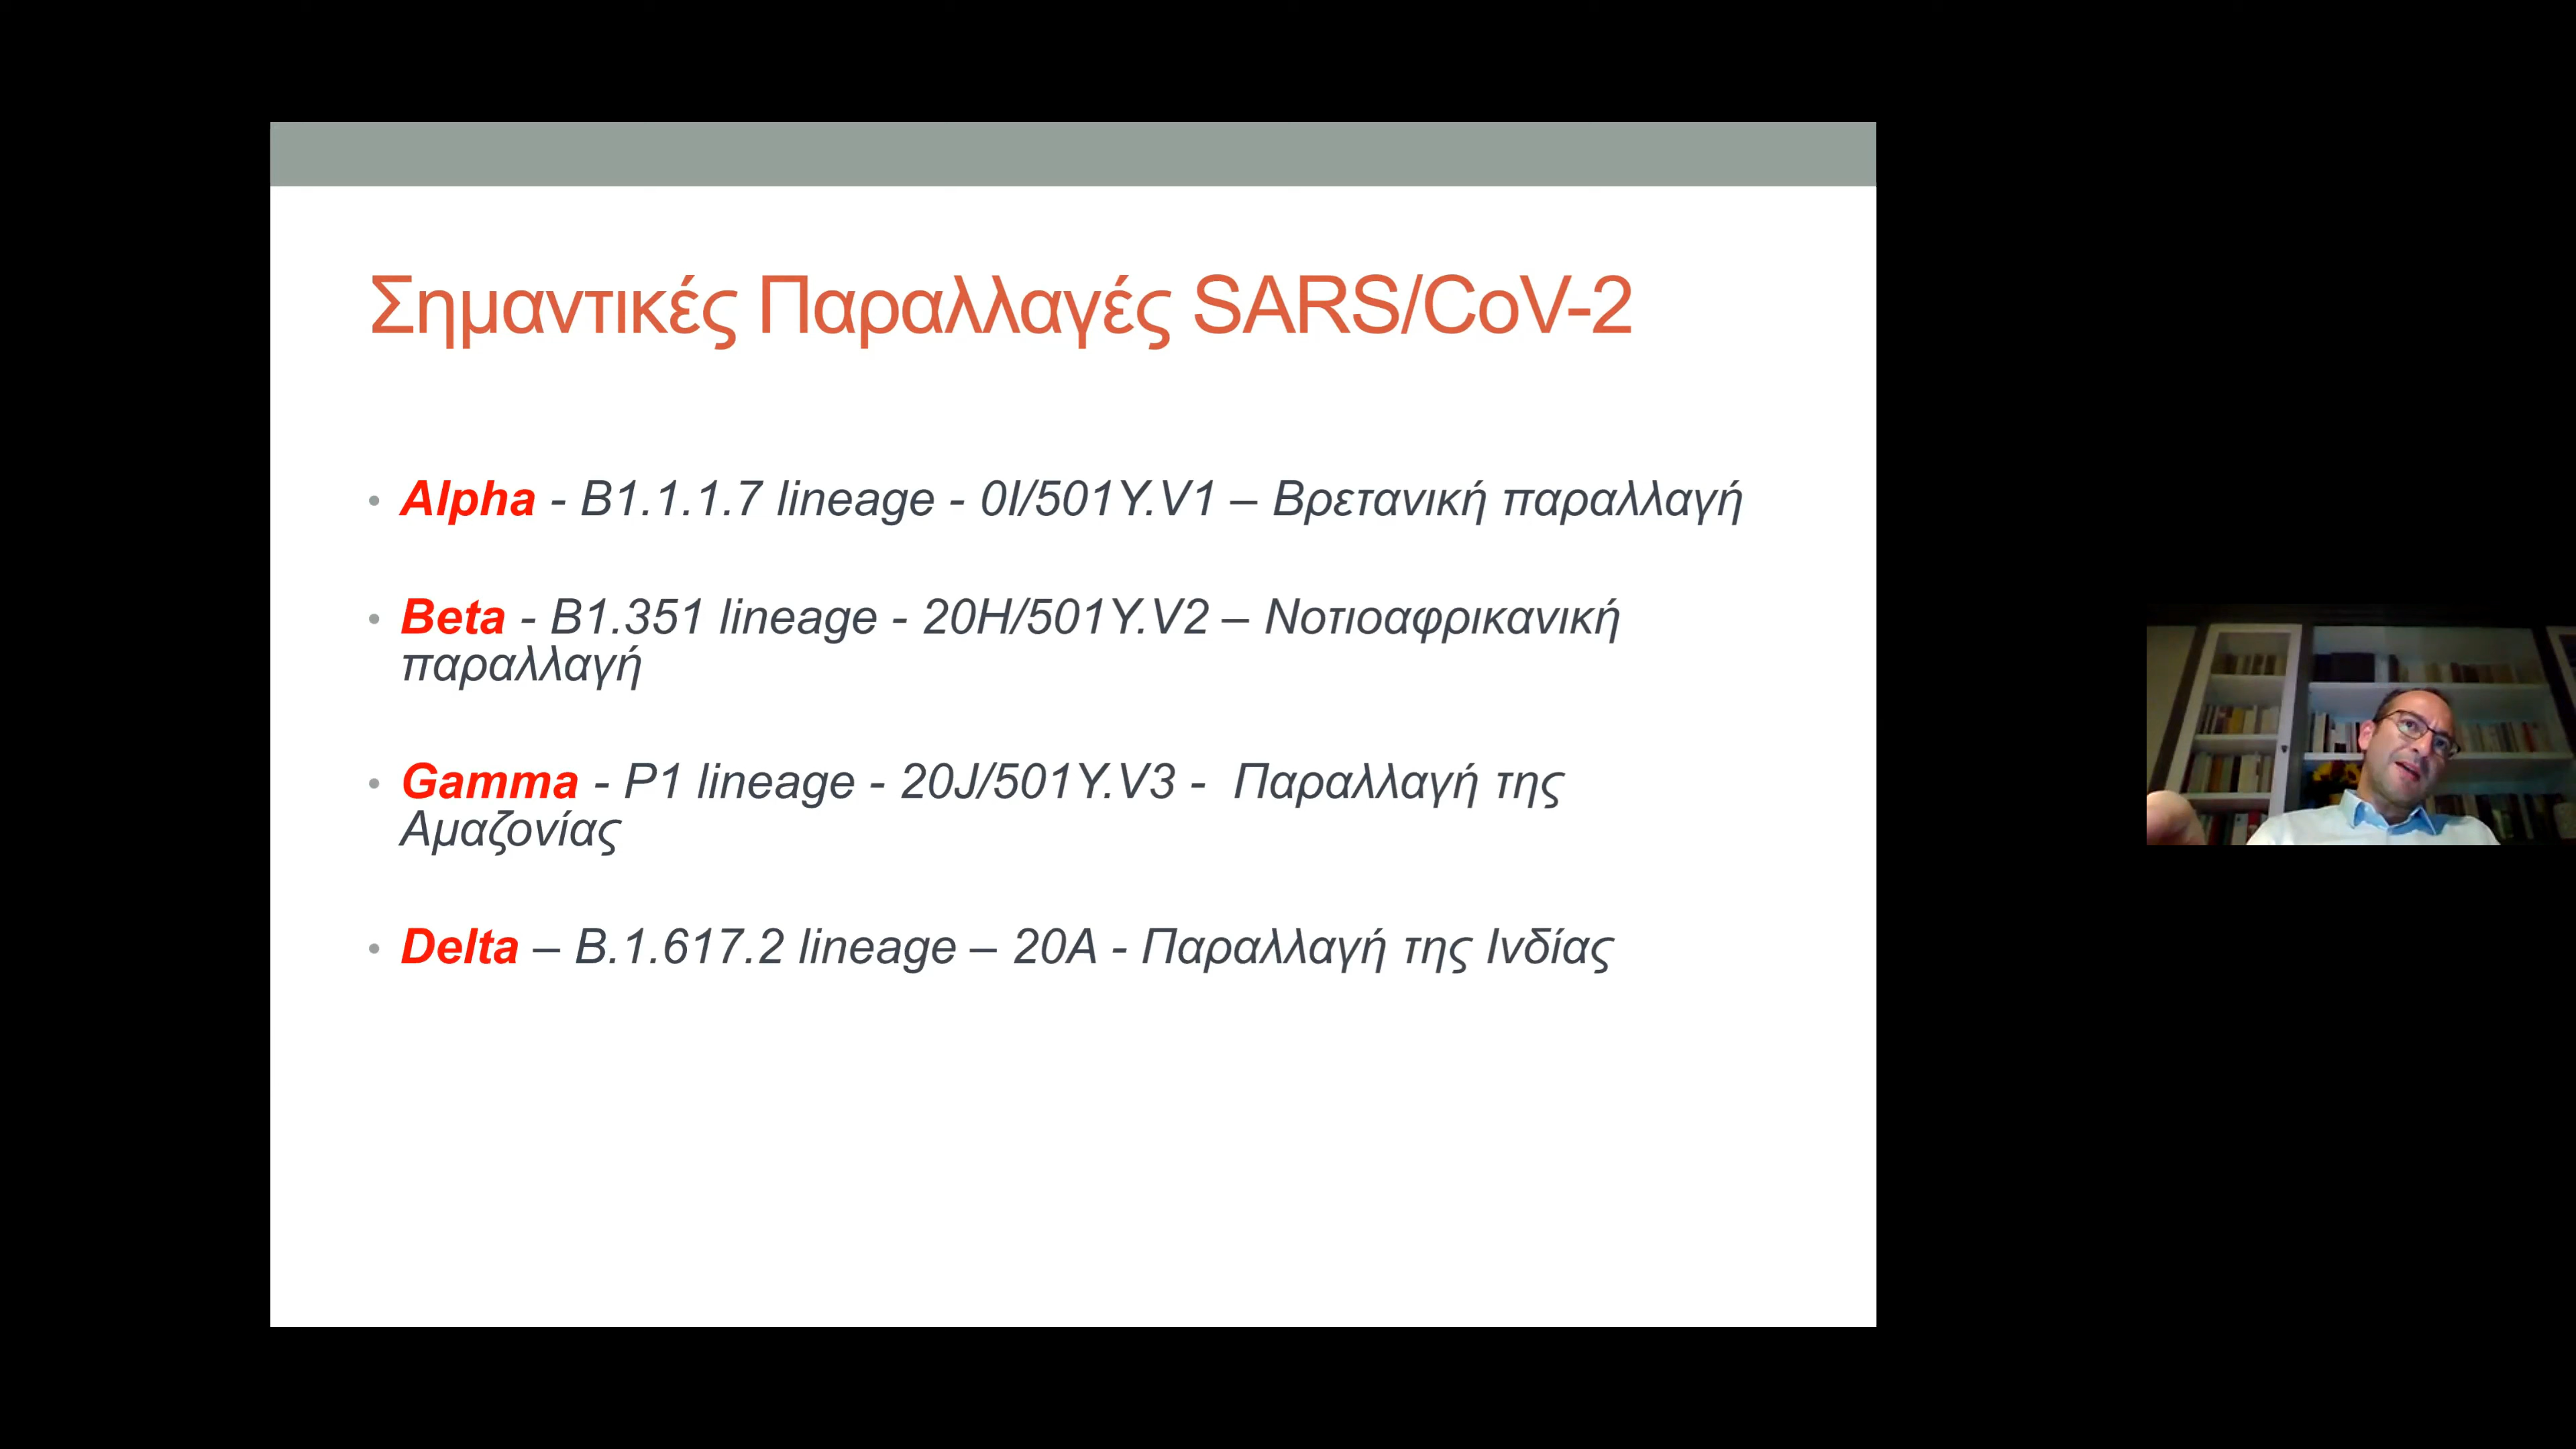 Σημαντικές Παραλλαγές SARS/CoV-2
• Alpha - B1.1.1.7 lineage - 0I/501Y.V1 – Βρετανική παραλλαγή
• Beta - B1.351 lineage - 20H/501Y.V2 – Νοτιοαφρικανική
παραλλαγή
• Gamma - P1 lineage - 20J/501Y.V3 - Παραλλαγή της
Αμαζονίας
• Delta – B.1.617.2 lineage – 20A - Παραλλαγή της Ινδίας